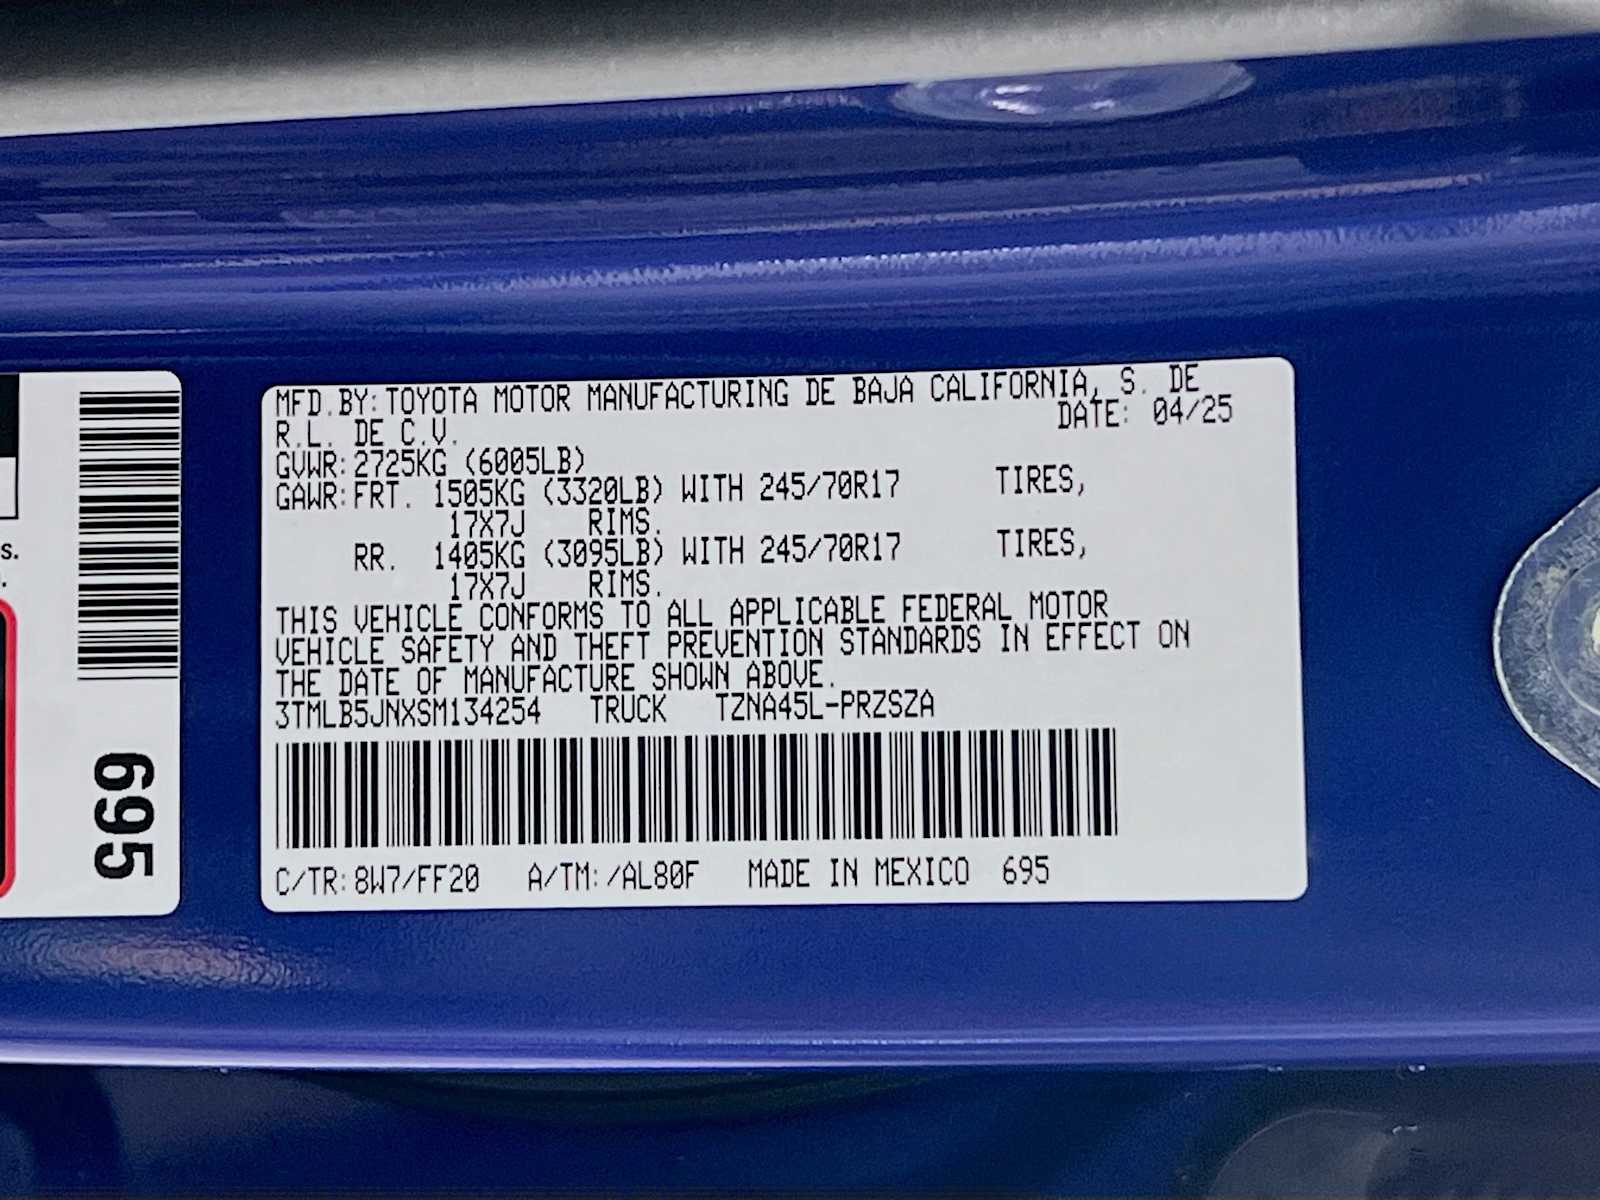 MFD.BY:TOYOTA MOTOR MANUFACTURING DE BAJA CALIFORNIA, S. DE
R.L. DE C.V.
DATE: 04/25
GVWR:2725KG (6005LB)
GAWR:FRT. 1505KG (3320LB) WITH 245/70R17 TIRES,
17X7J RIMS.
RR. 1405KG (3095LB) WITH 245/70R17 TIRES,
17X7J RIMS.
THIS VEHICLE CONFORMS TO ALL APPLICABLE FEDERAL MOTOR
VEHICLE SAFETY AND THEFT PREVENTION STANDARDS IN EFFECT ON
THE DATE OF MANUFACTURE SHOWN ABOVE.
3TMLB5JNXSM134254 TRUCK TZNA45L-PRZSZA
C/TR:8W7/FF20 A/TM:/AL80F MADE IN MEXICO 695
695
s.